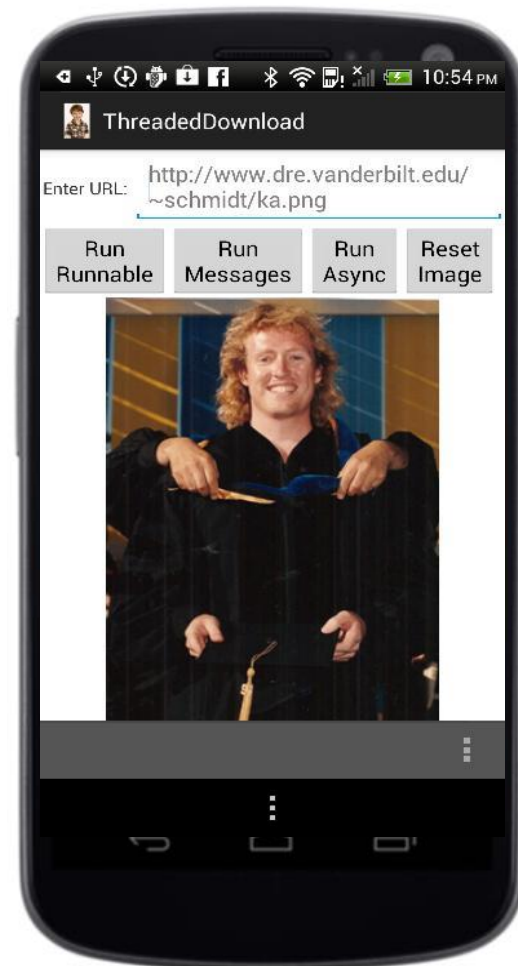 10:54 PM
ThreadedDownload
Enter URL:
http://www.dre.vanderbilt.edu/
~schmidt/ka.png
Run Runnable
Run Messages
Run Async
Reset Image